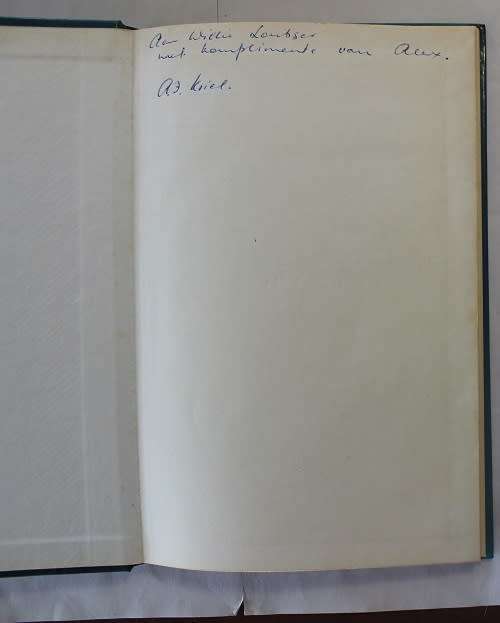 Aan Willie Loubser
met komplimente van Alex.
A.J. Kriel.